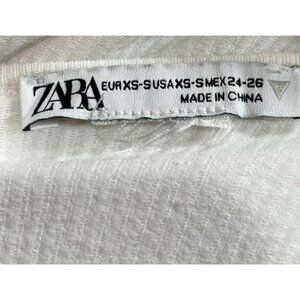 ZARA
EUR XS-S USA XS-S MEX 24-26
MADE IN CHINA